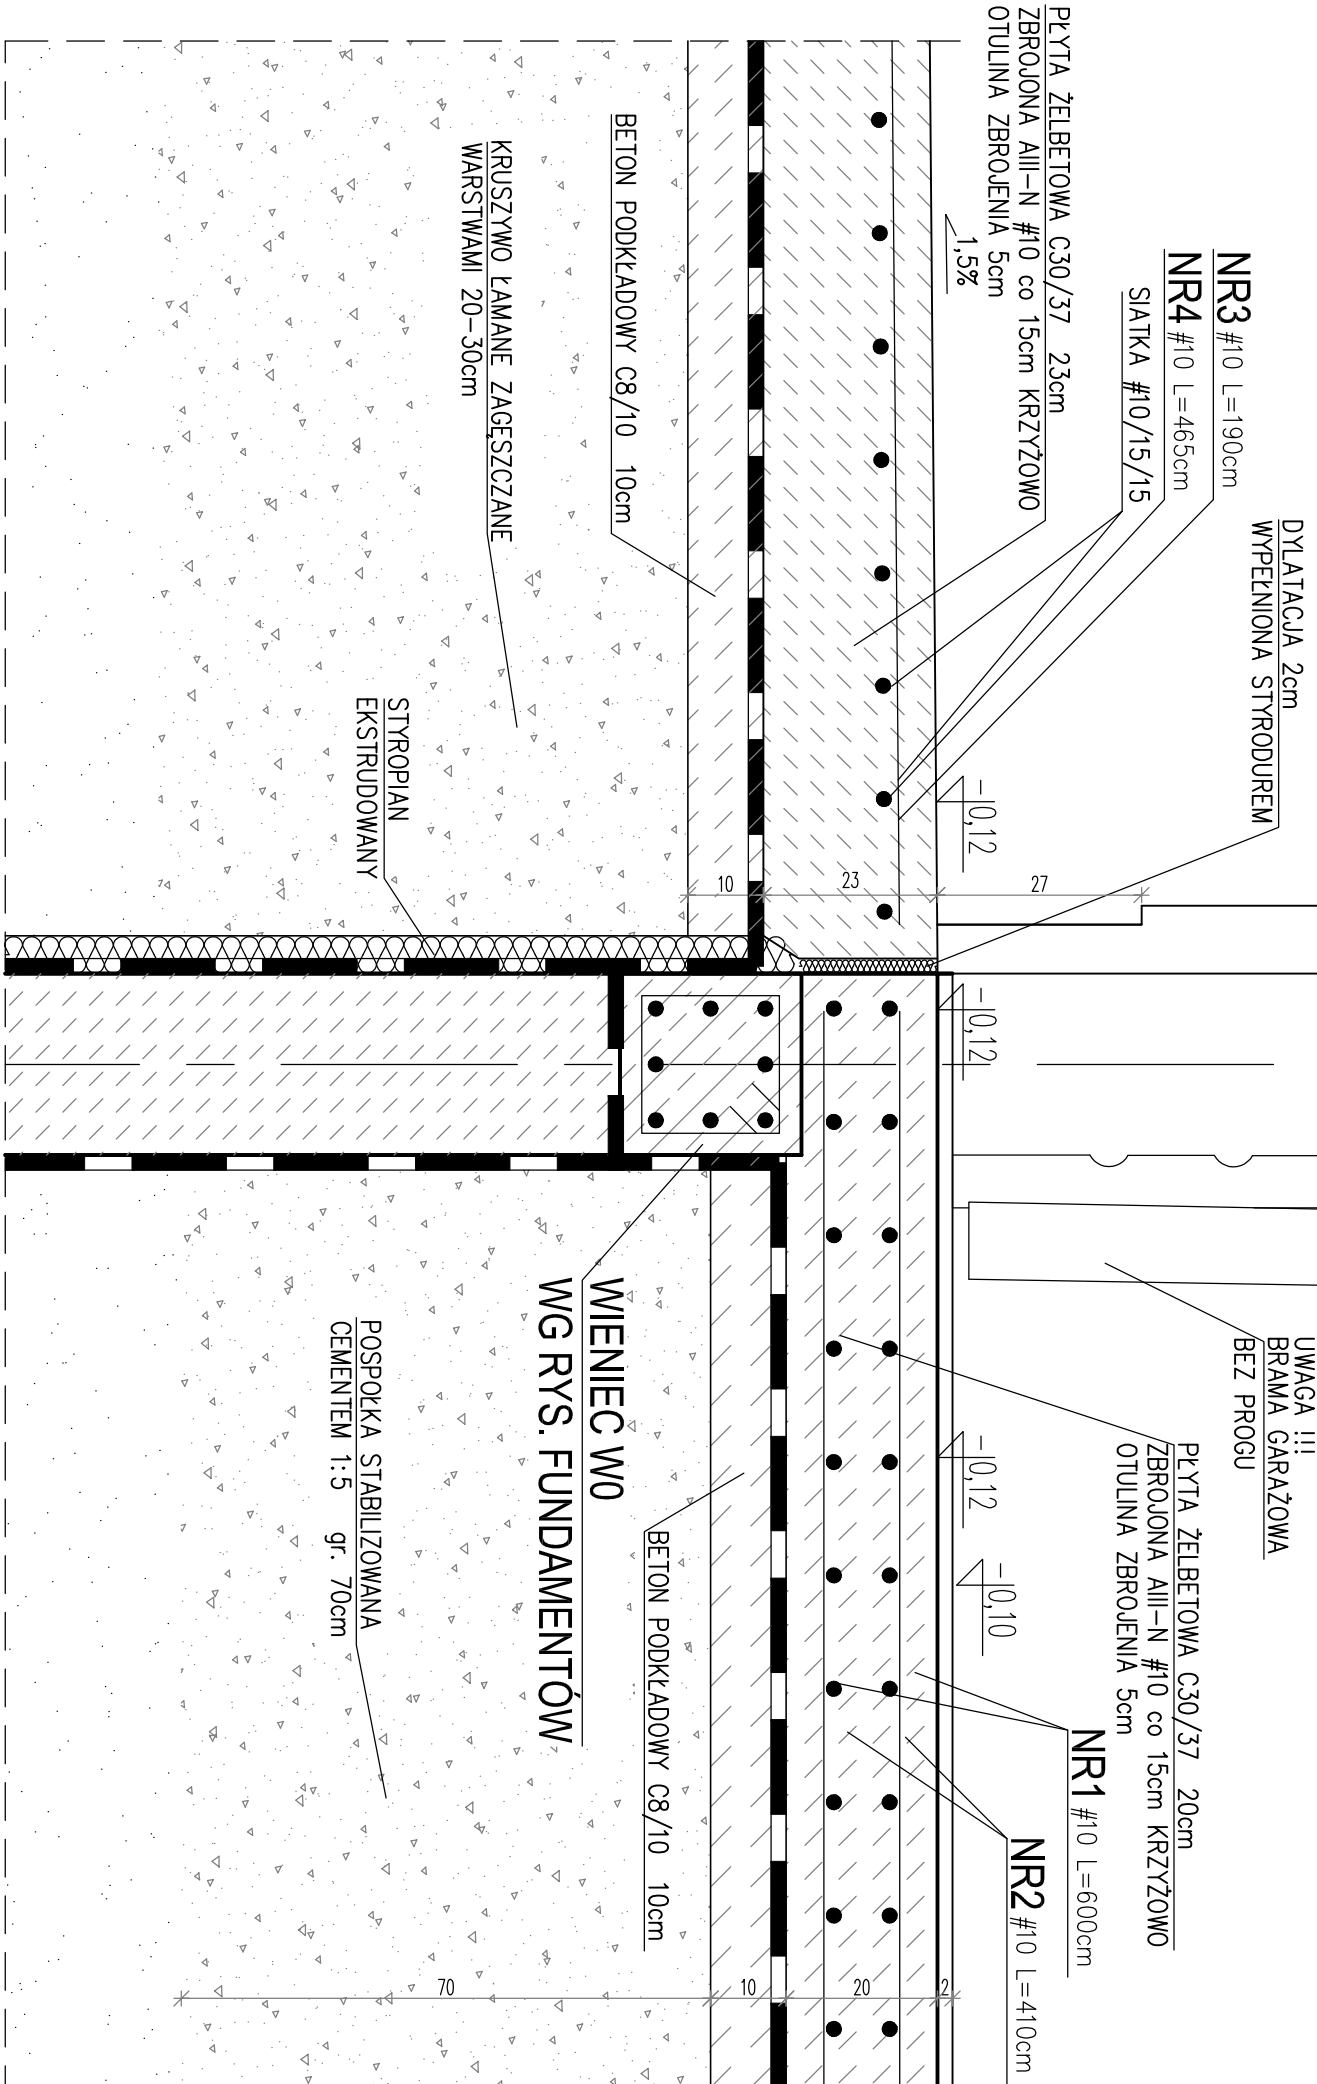 PŁYTA ŻELBETOWA C30/37 23cm
ZBROJONA AIII-N #10 co 15cm KRZYŻOWO
OTULINA ZBROJENIA 5cm
1,5%
NR3 #10 L=190cm
NR4 #10 L=465cm
SIATKA #10/15/15
DYLATACJA 2cm
WYPEŁNIONA STYRODUREM
BETON PODKŁADOWY C8/10 10cm
KRUSZYWO ŁAMANE ZAGĘSZCZANE
WARSTWAMI 20-30cm
STYROPIAN
EKSTRUDOWANY
-0,12
10
23
27
-0,12
UWAGA !!!
BRAMA GARAŻOWA
BEZ PROGU
PŁYTA ŻELBETOWA C30/37 20cm
ZBROJONA AIII-N #10 co 15cm KRZYŻOWO
OTULINA ZBROJENIA 5cm
-0,12
-0,10
NR1 #10 L=600cm
NR2 #10 L=410cm
WIENIEC W0
WG RYS. FUNDAMENTÓW
BETON PODKŁADOWY C8/10 10cm
POSPÓŁKA STABILIZOWANA
CEMENTEM 1:5 gr. 70cm
70
10
20
2